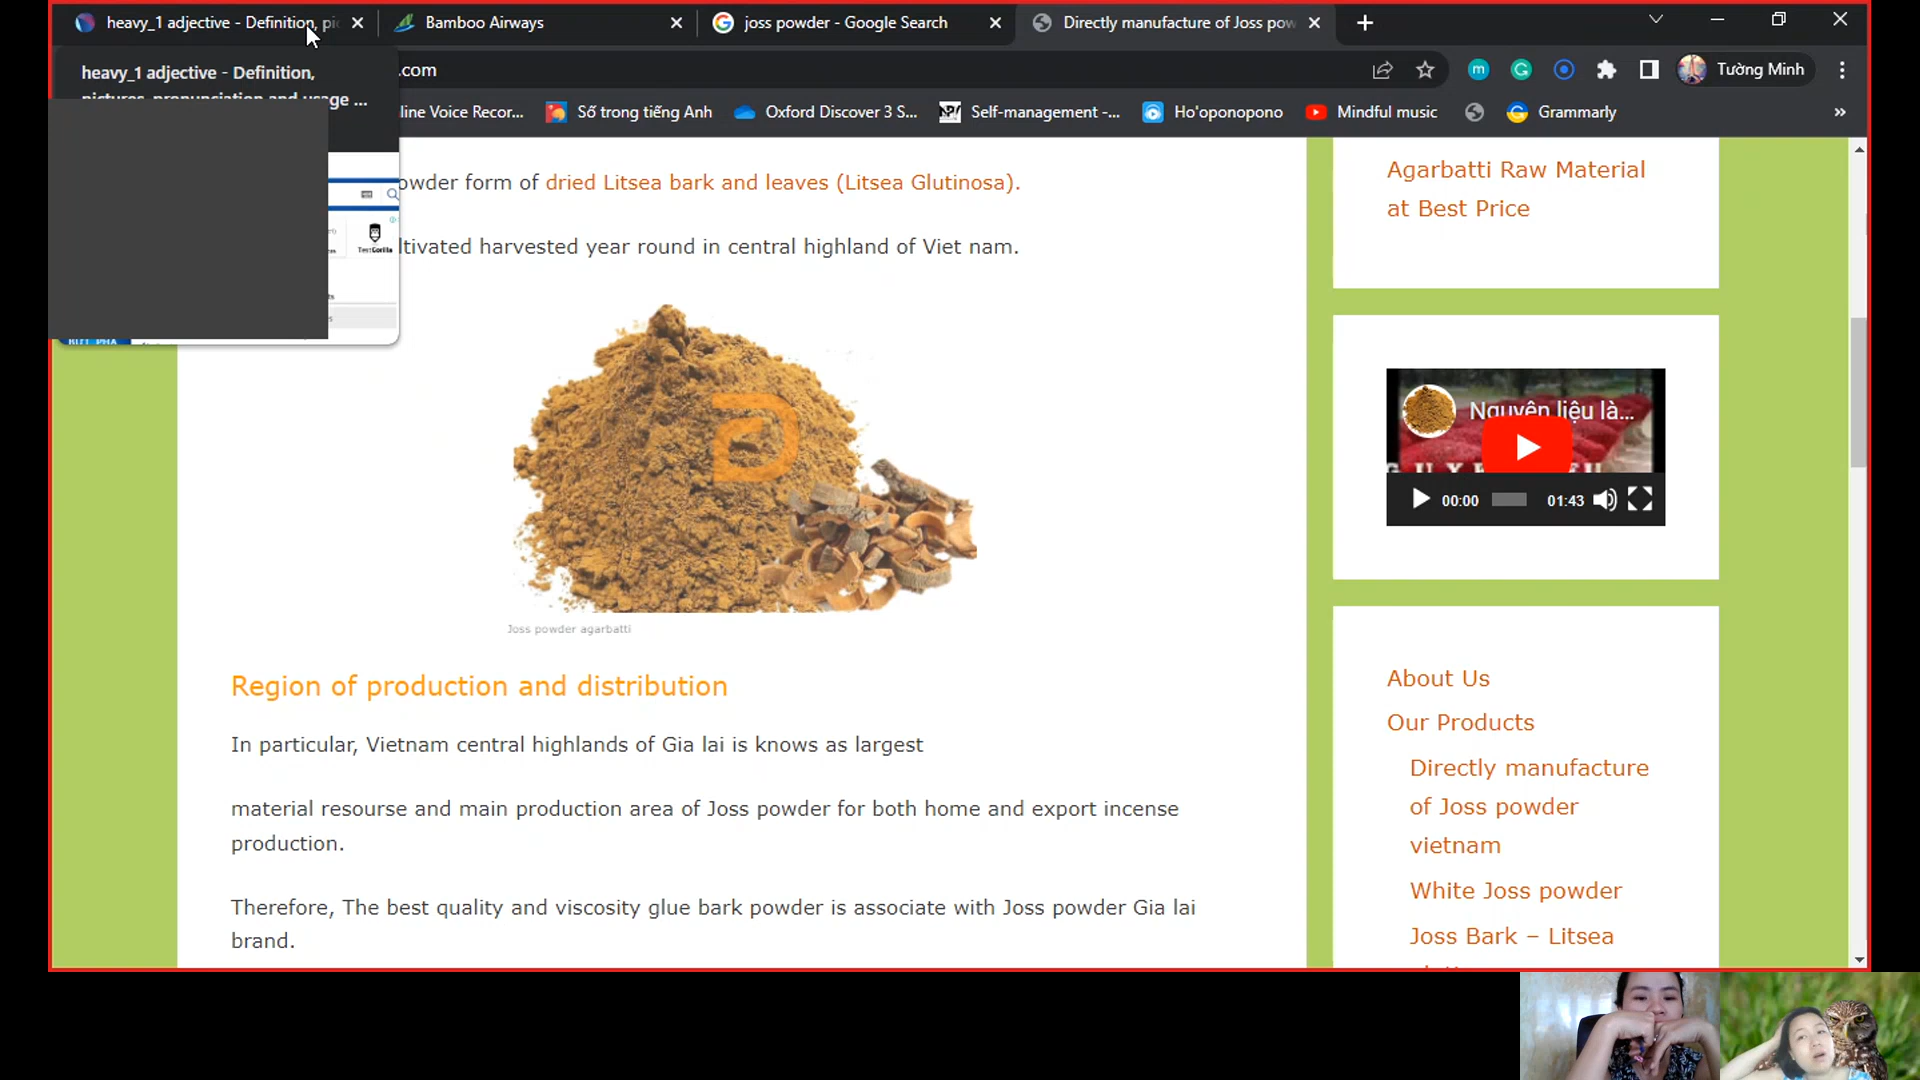 heavy_1 adjective - Definition, pic
Bamboo Airways
joss powder - Google Search
Directly manufacture of Joss pow
heavy_1 adjective - Definition,
pictures, pronunciation and usage ...
.com
Tường Minh
line Voice Recor...
Số trong tiếng Anh
Oxford Discover 3 S...
Self-management -...
Ho'oponopono
Mindful music
Grammarly
»
TestGorilla
owder form of dried Litsea bark and leaves (Litsea Glutinosa).
ltivated harvested year round in central highland of Viet nam.
Joss powder agarbatti
Region of production and distribution
In particular, Vietnam central highlands of Gia lai is knows as largest
material resourse and main production area of Joss powder for both home and export incense
production.
Therefore, The best quality and viscosity glue bark powder is associate with Joss powder Gia lai
brand.
Agarbatti Raw Material
at Best Price
Nguyên liệu là...
00:00
01:43
About Us
Our Products
Directly manufacture
of Joss powder
vietnam
White Joss powder
Joss Bark – Litsea